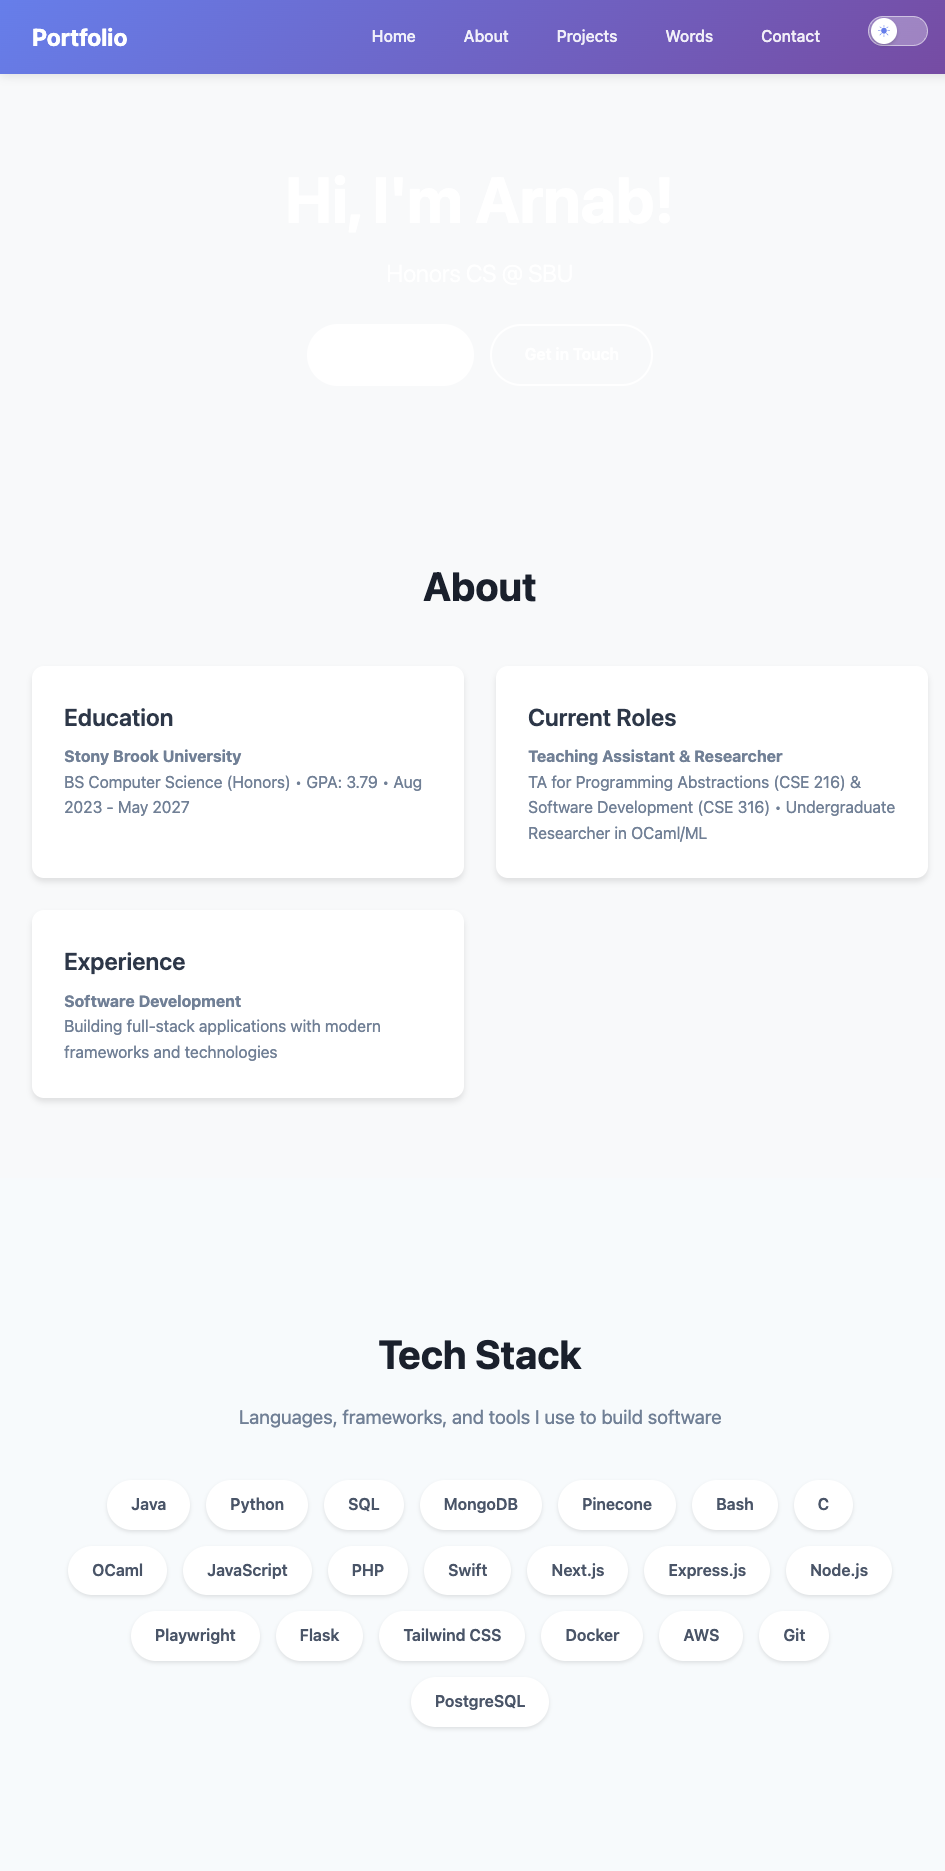 Portfolio
Home About Projects Words Contact
Hi, I'm Arnab!
Honors CS @ SBU
Get in Touch
About
Education
Stony Brook University
BS Computer Science (Honors) • GPA: 3.79 • Aug
2023 - May 2027
Current Roles
Teaching Assistant & Researcher
TA for Programming Abstractions (CSE 216) &
Software Development (CSE 316) • Undergraduate
Researcher in OCaml/ML
Experience
Software Development
Building full-stack applications with modern
frameworks and technologies
Tech Stack
Languages, frameworks, and tools I use to build software
Java Python SQL MongoDB Pinecone Bash C
OCaml JavaScript PHP Swift Next.js Express.js Node.js
Playwright Flask Tailwind CSS Docker AWS Git
PostgreSQL